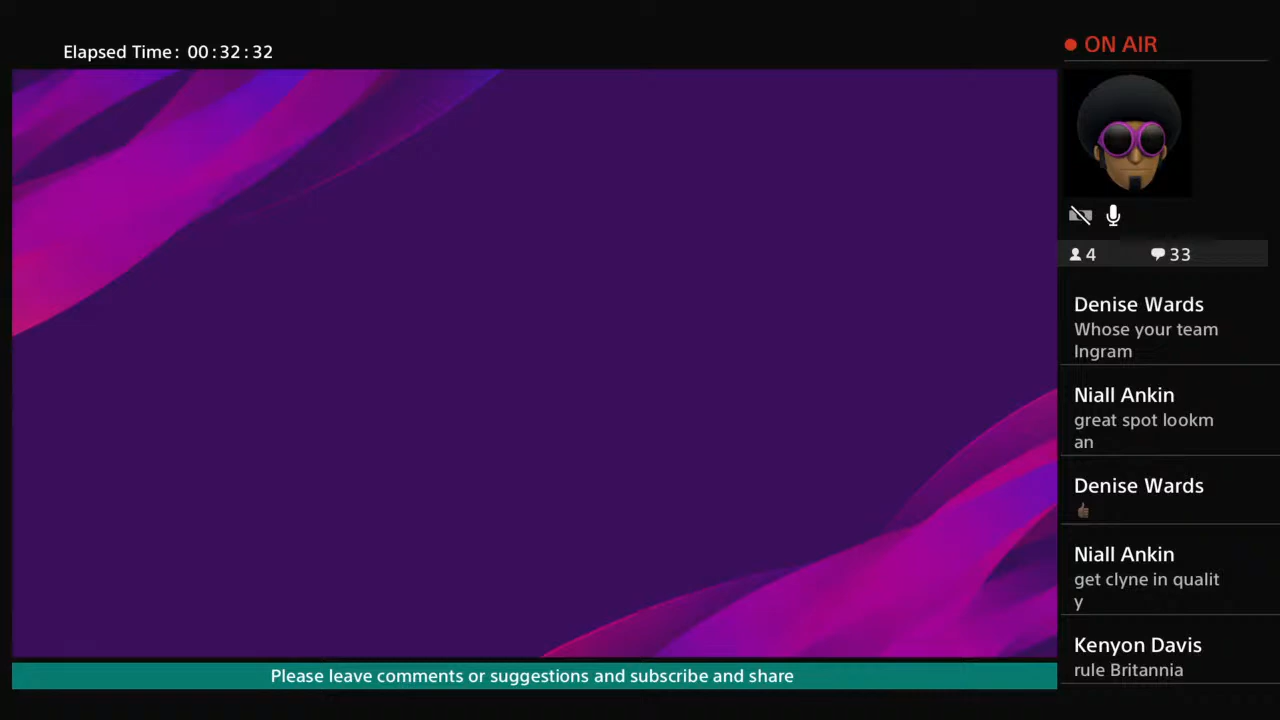 Elapsed Time: 00:32:32
ON AIR
4 33
Denise Wards
Whose your team
Ingram
Niall Ankin
great spot lookm
an
Denise Wards
👍🏿
Niall Ankin
get clyne in qualit
y
Kenyon Davis
rule Britannia
Please leave comments or suggestions and subscribe and share